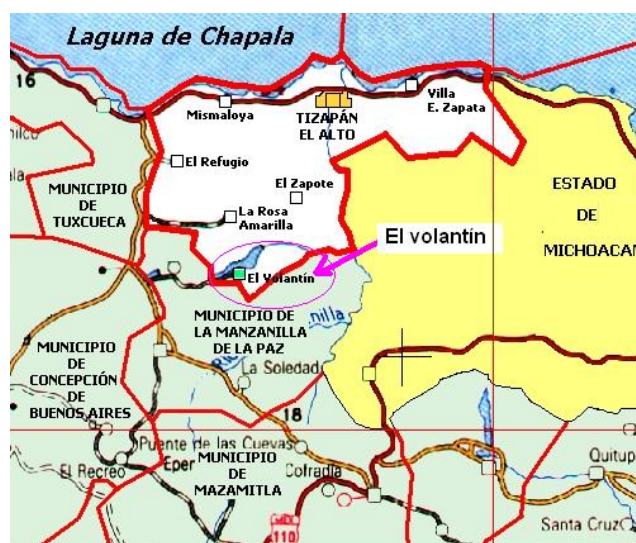 Laguna de Chapala
16
Mismaloya
TIZAPÁN
EL ALTO
Villa
E. Zapata
El Refugio
El Zapote
MUNICIPIO
DE
TUXCUECA
La Rosa
Amarilla
ESTADO
DE
MICHOACAN
El volantín
El Volantín
MUNICIPIO DE
LA MANZANILLA
DE LA PAZ
MUNICIPIO
DE
CONCEPCIÓN
DE
BUENOS AIRES
La Soledad
18
Puente de las Cuevas
El Recreo
Eper
MUNICIPIO
DE
MAZAMITLA
Cofradía
Quitup
110
Santa Cruz